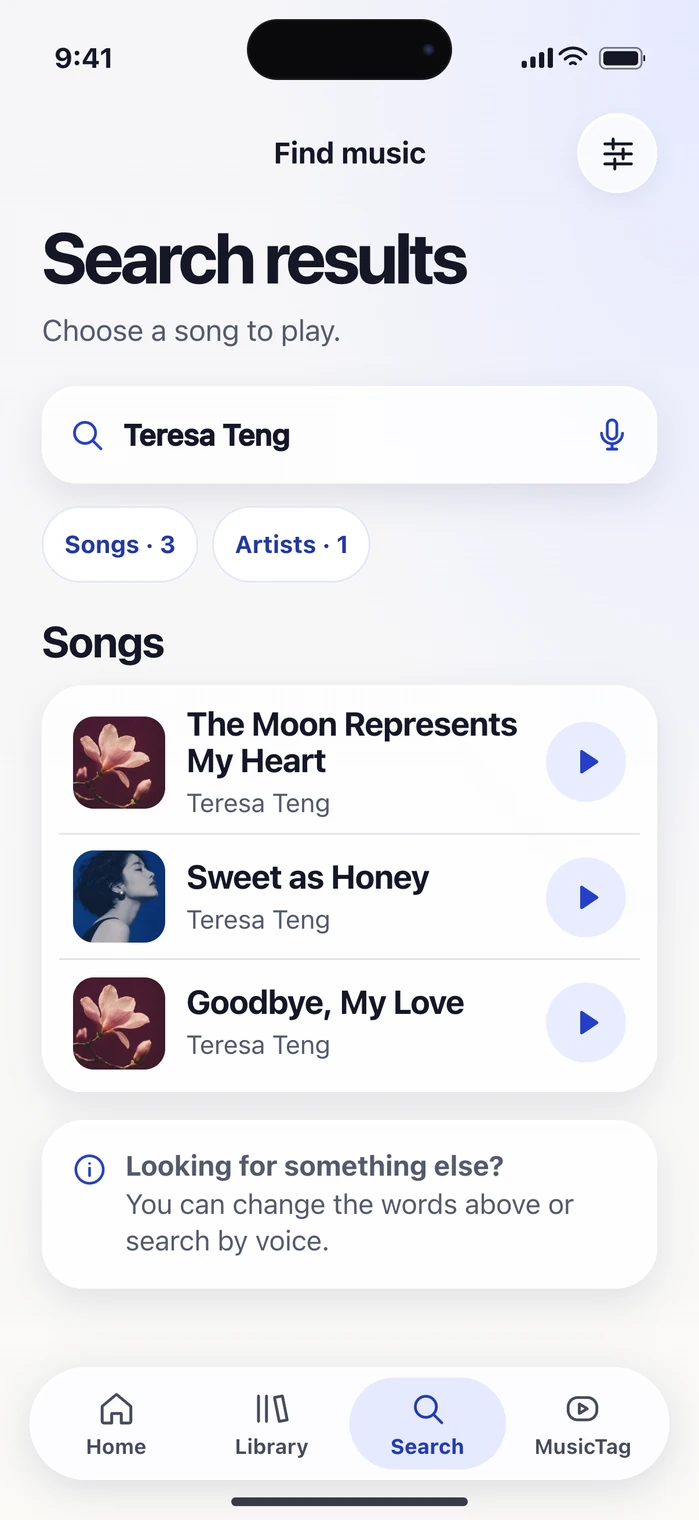 9:41
Find music
Search results
Choose a song to play.
Teresa Teng
Songs · 3
Artists · 1
Songs
The Moon Represents
My Heart
Teresa Teng
Sweet as Honey
Teresa Teng
Goodbye, My Love
Teresa Teng
Looking for something else?
You can change the words above or
search by voice.
Home
Library
Search
MusicTag